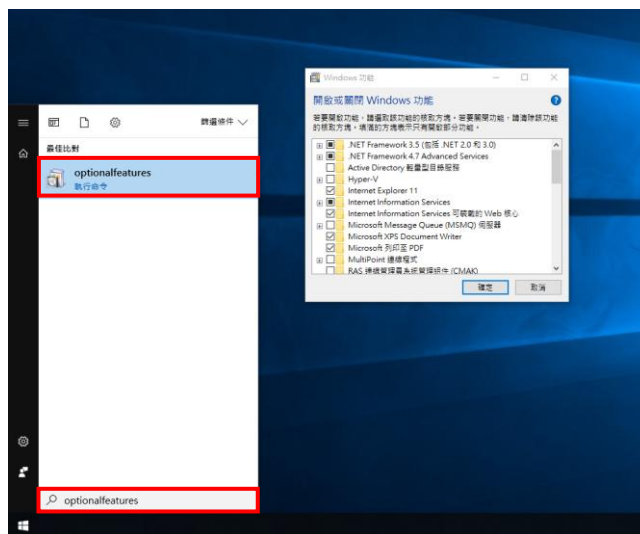 篩選條件
最佳比對
optionalfeatures
執行命令
optionalfeatures
Windows 功能
開啟或關閉 Windows 功能
若要開啟功能，請選取該功能的核取方塊。若要關閉功能，請清除該功能
的核取方塊。填滿的方塊表示只有開啟部分功能。
.NET Framework 3.5 (包括 .NET 2.0 和 3.0)
.NET Framework 4.7 Advanced Services
Active Directory 輕量型目錄服務
Hyper-V
Internet Explorer 11
Internet Information Services
Internet Information Services 可裝載的 Web 核心
Microsoft Message Queue (MSMQ) 伺服器
Microsoft XPS Document Writer
Microsoft 列印至 PDF
MultiPoint 連線程式
RAS 連線管理員系統管理組件 (CMAK)
確定
取消